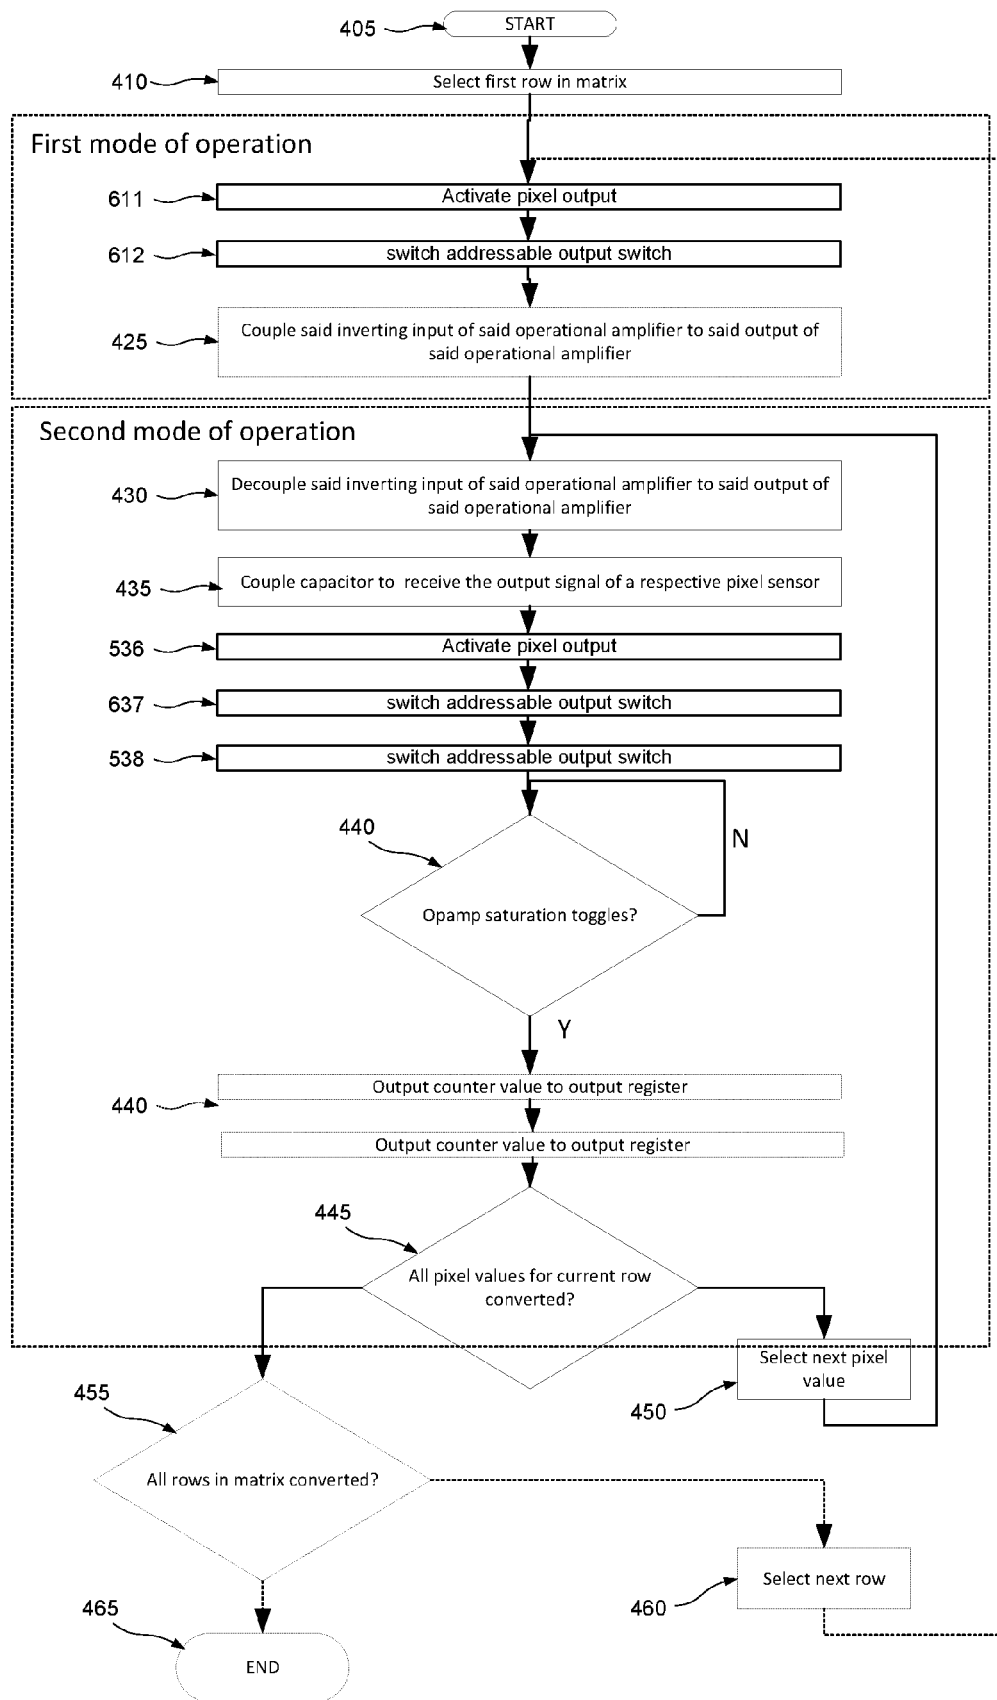 START
405
410
Select first row in matrix
First mode of operation
611
Activate pixel output
612
switch addressable output switch
425
Couple said inverting input of said operational amplifier to said output of
said operational amplifier
Second mode of operation
430
Decouple said inverting input of said operational amplifier to said output of
said operational amplifier
435
Couple capacitor to receive the output signal of a respective pixel sensor
536
Activate pixel output
637
switch addressable output switch
538
switch addressable output switch
440
N
Opamp saturation toggles?
Y
Output counter value to output register
440
Output counter value to output register
445
All pixel values for current row
converted?
Select next pixel
value
450
455
All rows in matrix converted?
Select next row
460
465
END